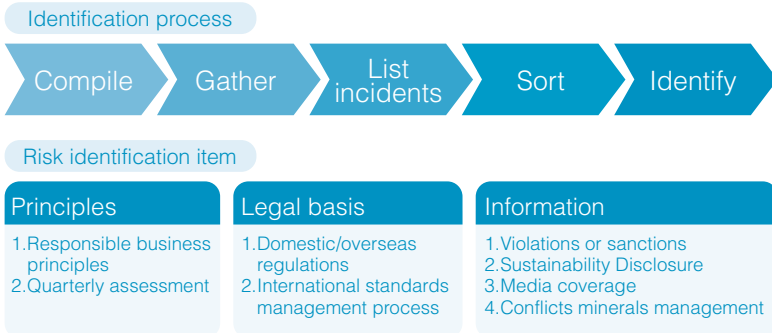 Identification process
Compile
Gather
List
incidents
Sort
Identify
Risk identification item
Principles
1.Responsible business
principles
2.Quarterly assessment
Legal basis
1.Domestic/overseas
regulations
2.International standards
management process
Information
1.Violations or sanctions
2.Sustainability Disclosure
3.Media coverage
4.Conflicts minerals management